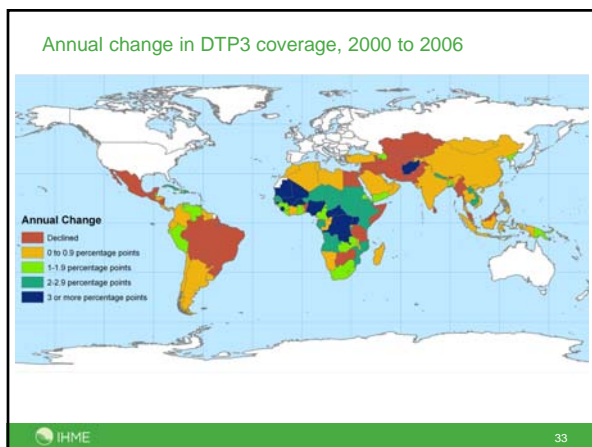 Annual change in DTP3 coverage, 2000 to 2006
Annual Change
Declined
0 to 0.9 percentage points
1-1.9 percentage points
2-2.9 percentage points
3 or more percentage points
IHME
33